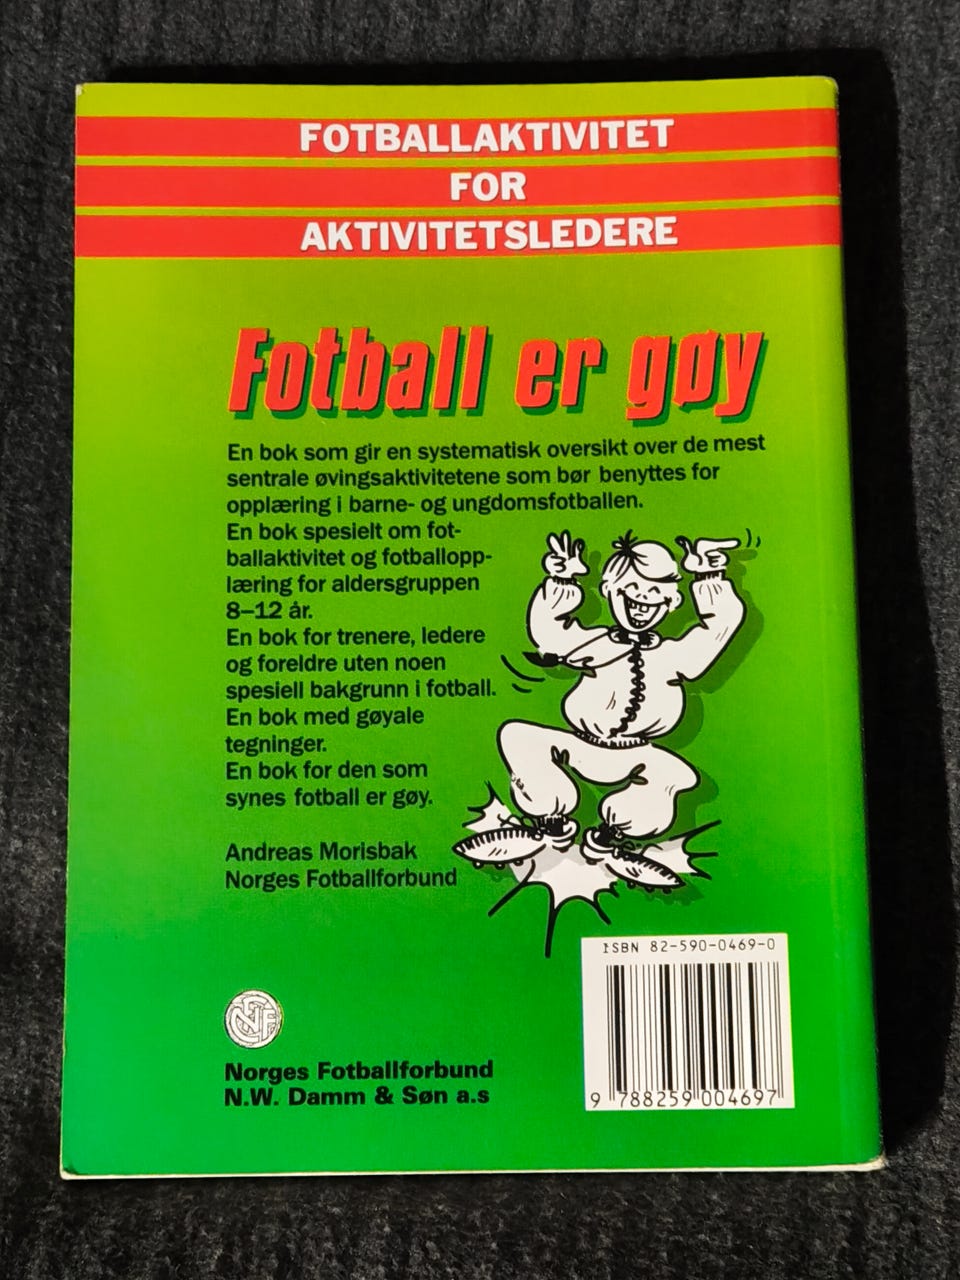 FOTBALLAKTIVITET
FOR
AKTIVITETSLEDERE
Fotball er gøy
En bok som gir en systematisk oversikt over de mest
sentrale øvingsaktivitetene som bør benyttes for
opplæring i barne- og ungdomsfotballen.
En bok spesielt om fot-
ballaktivitet og fotballopp-
læring for aldersgruppen
8–12 år.
En bok for trenere, ledere
og foreldre uten noen
spesiell bakgrunn i fotball.
En bok med gøyale
tegninger.
En bok for den som
synes fotball er gøy.
Andreas Morisbak
Norges Fotballforbund
NFF
Norges Fotballforbund
N.W. Damm & Søn a.s
ISBN 82-590-0469-0
9 788259 004697